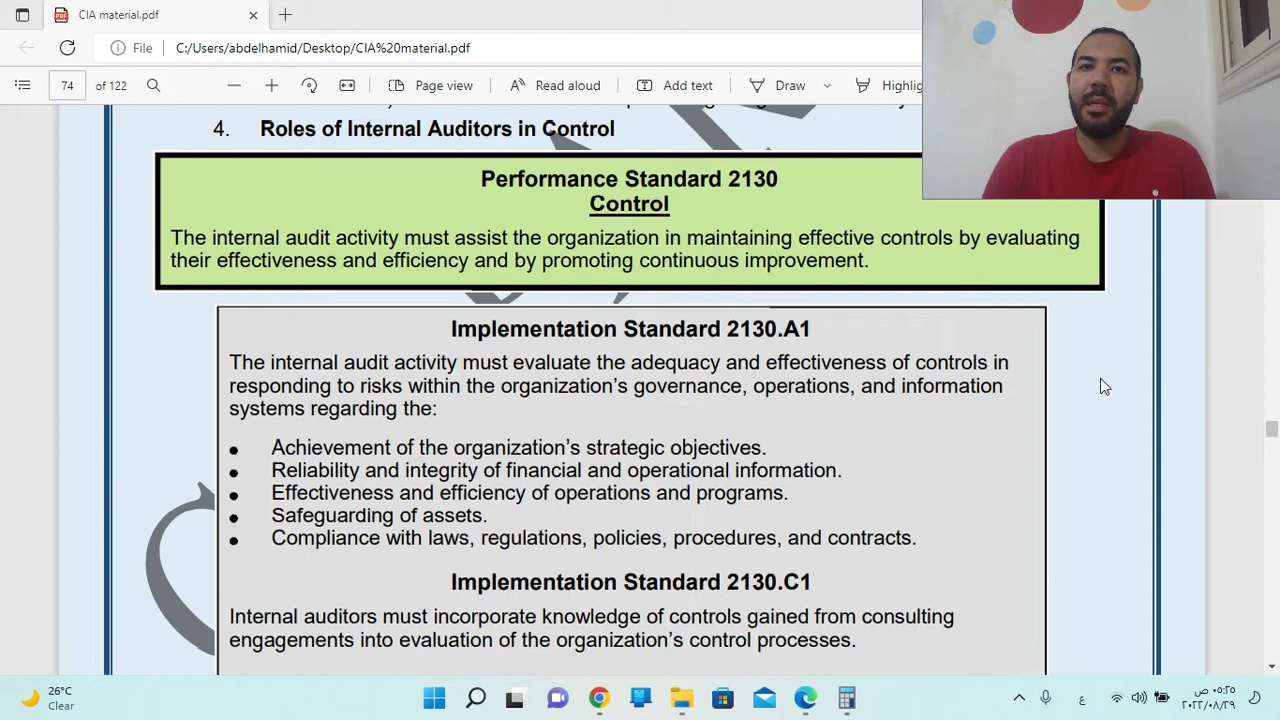 CIA material.pdf
File C:/Users/abdelhamid/Desktop/CIA%20material.pdf
74 of 122 Page view Read aloud Add text Draw Highlig
4. Roles of Internal Auditors in Control
Performance Standard 2130
Control
The internal audit activity must assist the organization in maintaining effective controls by evaluating
their effectiveness and efficiency and by promoting continuous improvement.
Implementation Standard 2130.A1
The internal audit activity must evaluate the adequacy and effectiveness of controls in
responding to risks within the organization's governance, operations, and information
systems regarding the:
● Achievement of the organization's strategic objectives.
● Reliability and integrity of financial and operational information.
● Effectiveness and efficiency of operations and programs.
● Safeguarding of assets.
● Compliance with laws, regulations, policies, procedures, and contracts.
Implementation Standard 2130.C1
Internal auditors must incorporate knowledge of controls gained from consulting
engagements into evaluation of the organization's control processes.
26°C
Clear
ع
٠٥:٢٥ ص
٢٠٢٢/٠٨/٢٩